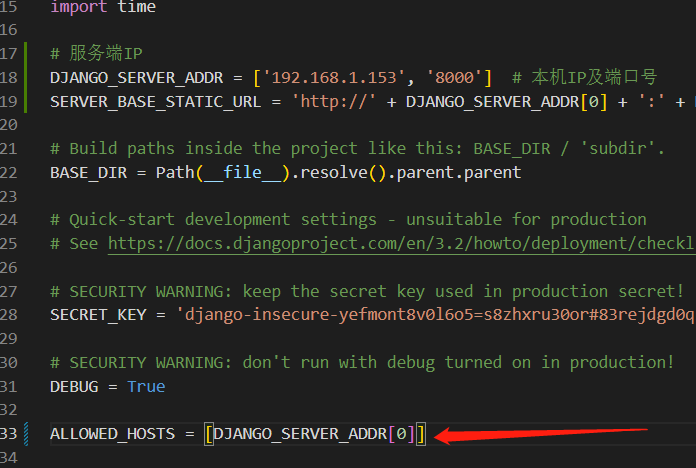 15 import time
16
17 # 服务端IP
18 DJANGO_SERVER_ADDR = ['192.168.1.153', '8000'] # 本机IP及端口号
19 SERVER_BASE_STATIC_URL = 'http://' + DJANGO_SERVER_ADDR[0] + ':' +
20
21 # Build paths inside the project like this: BASE_DIR / 'subdir'.
22 BASE_DIR = Path(__file__).resolve().parent.parent
23
24 # Quick-start development settings - unsuitable for production
25 # See https://docs.djangoproject.com/en/3.2/howto/deployment/checkl
26
27 # SECURITY WARNING: keep the secret key used in production secret!
28 SECRET_KEY = 'django-insecure-yefmont8v0l6o5=s8zhxru30or#83rejdgd0q
29
30 # SECURITY WARNING: don't run with debug turned on in production!
31 DEBUG = True
32
33 ALLOWED_HOSTS = [DJANGO_SERVER_ADDR[0]]
34